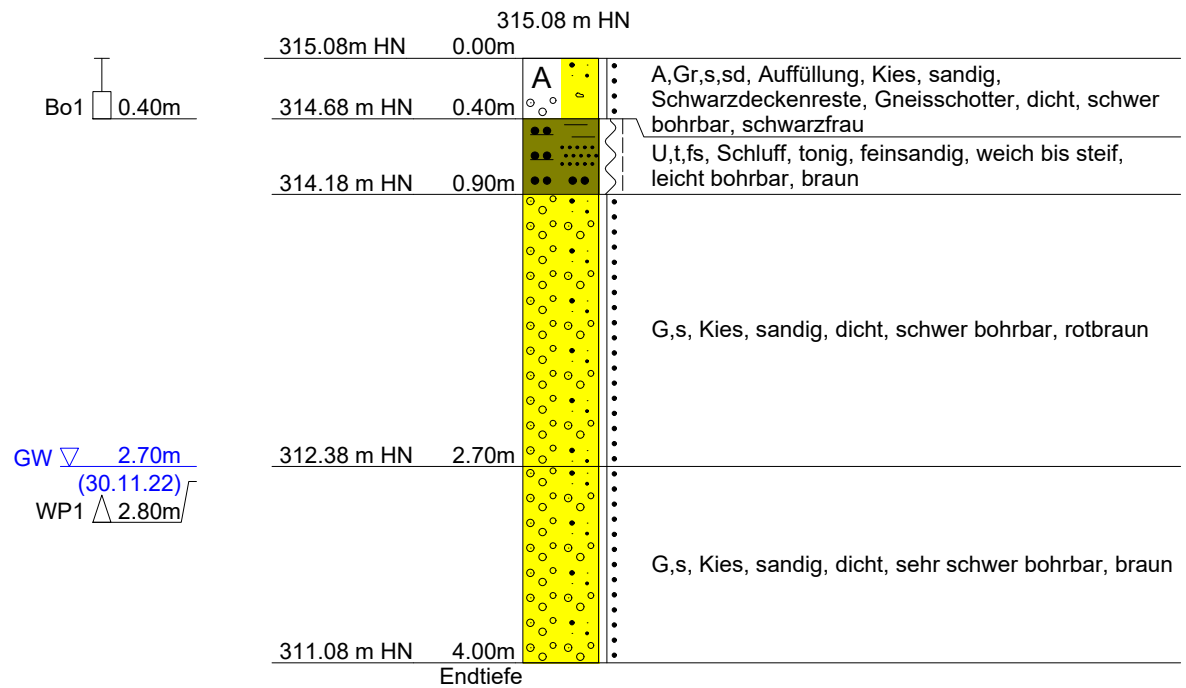 315.08 m HN
315.08m HN 0.00m
A
A,Gr,s,sd, Auffüllung, Kies, sandig,
Schwarzdeckenreste, Gneisschotter, dicht, schwer
bohrbar, schwarzfrau
Bo1 0.40m
314.68 m HN 0.40m
U,t,fs, Schluff, tonig, feinsandig, weich bis steif,
leicht bohrbar, braun
314.18 m HN 0.90m
G,s, Kies, sandig, dicht, schwer bohrbar, rotbraun
GW 2.70m
(30.11.22)
312.38 m HN 2.70m
WP1 2.80m
G,s, Kies, sandig, dicht, sehr schwer bohrbar, braun
311.08 m HN 4.00m
Endtiefe